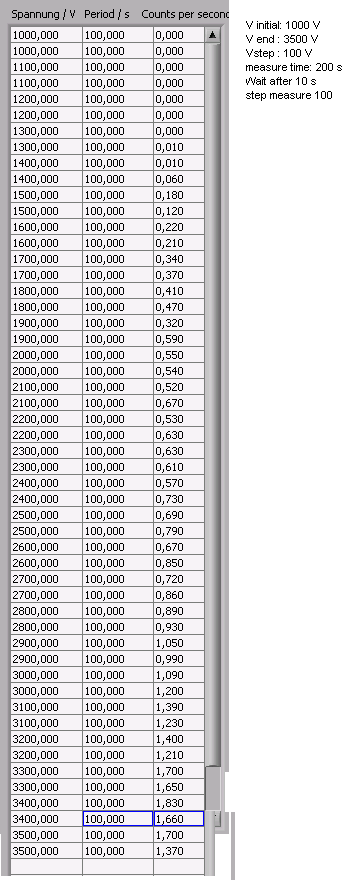 Spannung / V Period / s Counts per second
1000,000 100,000 0,000
1000,000 100,000 0,000
1100,000 100,000 0,000
1100,000 100,000 0,000
1200,000 100,000 0,000
1200,000 100,000 0,000
1300,000 100,000 0,000
1300,000 100,000 0,010
1400,000 100,000 0,010
1400,000 100,000 0,060
1500,000 100,000 0,180
1500,000 100,000 0,120
1600,000 100,000 0,220
1600,000 100,000 0,210
1700,000 100,000 0,340
1700,000 100,000 0,370
1800,000 100,000 0,410
1800,000 100,000 0,470
1900,000 100,000 0,320
1900,000 100,000 0,590
2000,000 100,000 0,550
2000,000 100,000 0,540
2100,000 100,000 0,520
2100,000 100,000 0,670
2200,000 100,000 0,530
2200,000 100,000 0,630
2300,000 100,000 0,630
2300,000 100,000 0,610
2400,000 100,000 0,570
2400,000 100,000 0,730
2500,000 100,000 0,690
2500,000 100,000 0,790
2600,000 100,000 0,670
2600,000 100,000 0,850
2700,000 100,000 0,720
2700,000 100,000 0,860
2800,000 100,000 0,890
2800,000 100,000 0,930
2900,000 100,000 1,050
2900,000 100,000 0,990
3000,000 100,000 1,090
3000,000 100,000 1,200
3100,000 100,000 1,390
3100,000 100,000 1,230
3200,000 100,000 1,400
3200,000 100,000 1,210
3300,000 100,000 1,700
3300,000 100,000 1,650
3400,000 100,000 1,830
3400,000 100,000 1,660
3500,000 100,000 1,700
3500,000 100,000 1,370
V initial: 1000 V
V end : 3500 V
Vstep : 100 V
measure time: 200 s
Wait after 10 s
step measure 100